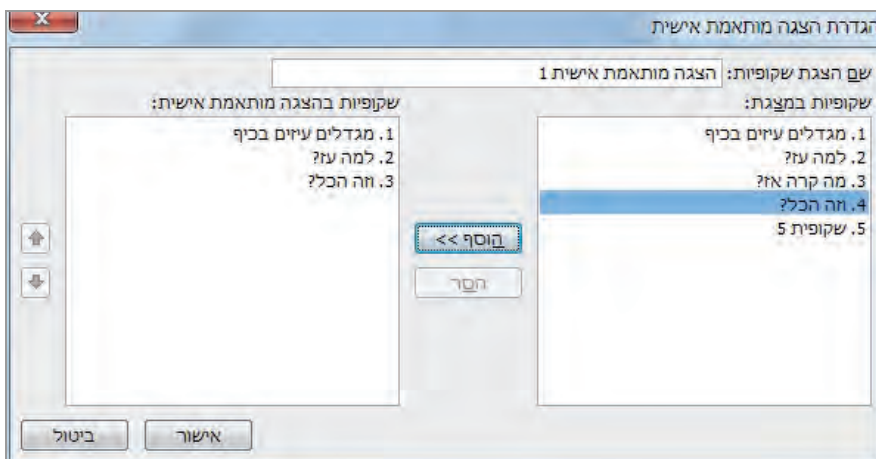 הגדרת הצגה מותאמת אישית
שם הצגת שקופיות: הצגה מותאמת אישית 1
שקופיות במצגת:
1. מגדלים עיזים בכיף
2. למה עז?
3. מה קרה אז?
4. וזה הכל?
5. שקופית 5
הוסף >>
הסר
שקופיות בהצגה מותאמת אישית:
1. מגדלים עיזים בכיף
2. למה עז?
3. וזה הכל?
אישור
ביטול